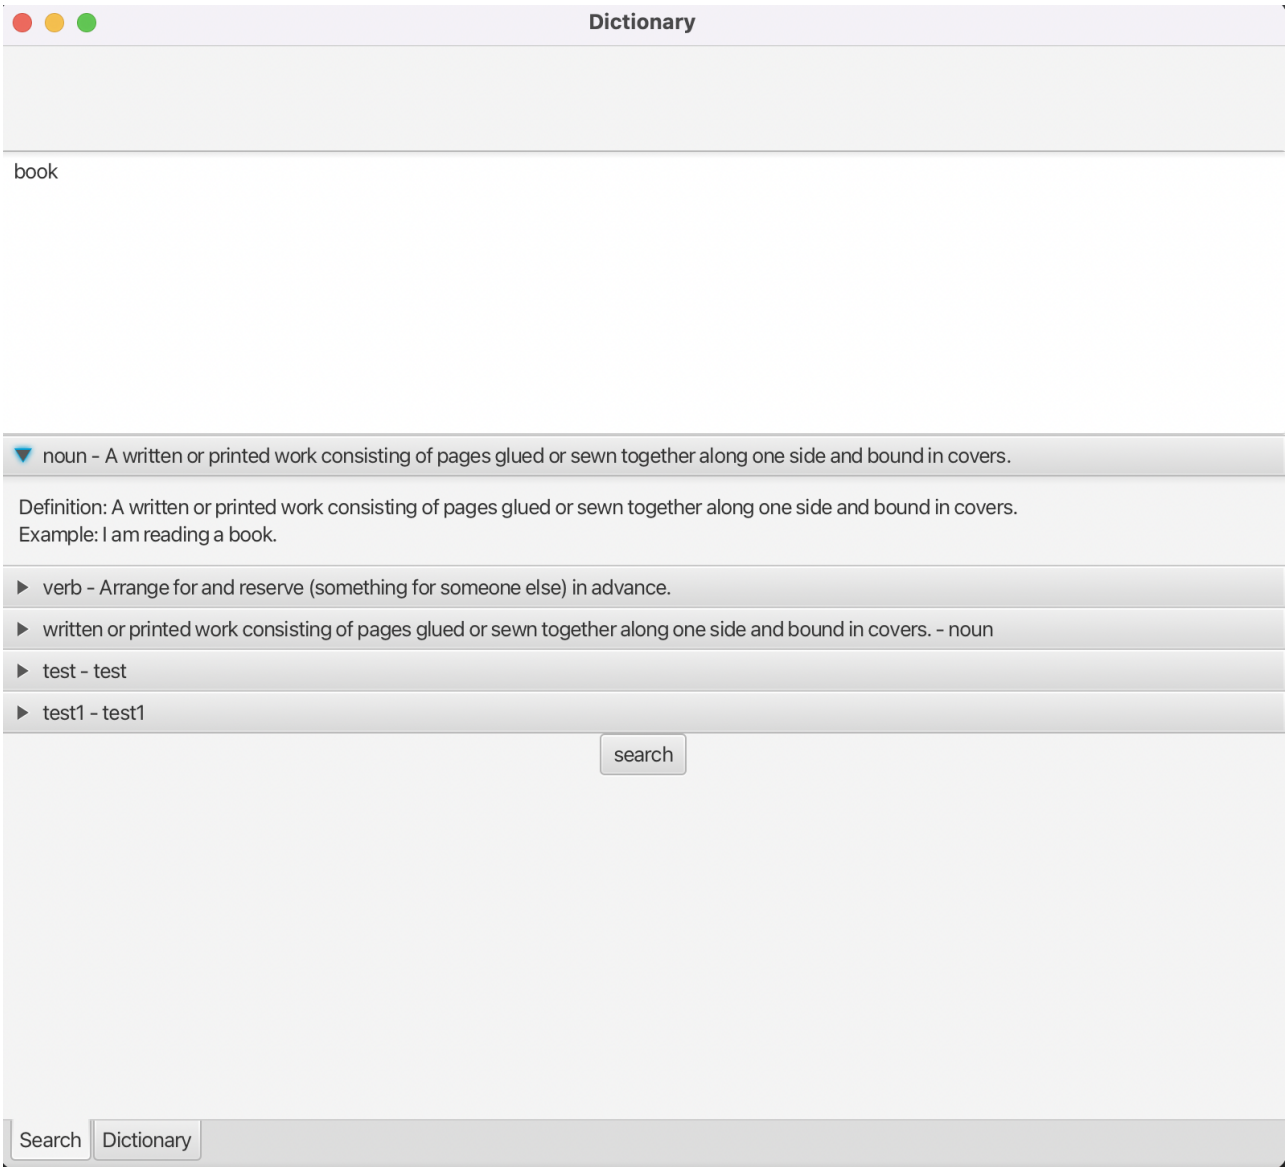 Dictionary
book
noun - A written or printed work consisting of pages glued or sewn together along one side and bound in covers.
Definition: A written or printed work consisting of pages glued or sewn together along one side and bound in covers.
Example: I am reading a book.
verb - Arrange for and reserve (something for someone else) in advance.
written or printed work consisting of pages glued or sewn together along one side and bound in covers. - noun
test - test
test1 - test1
search
Search Dictionary